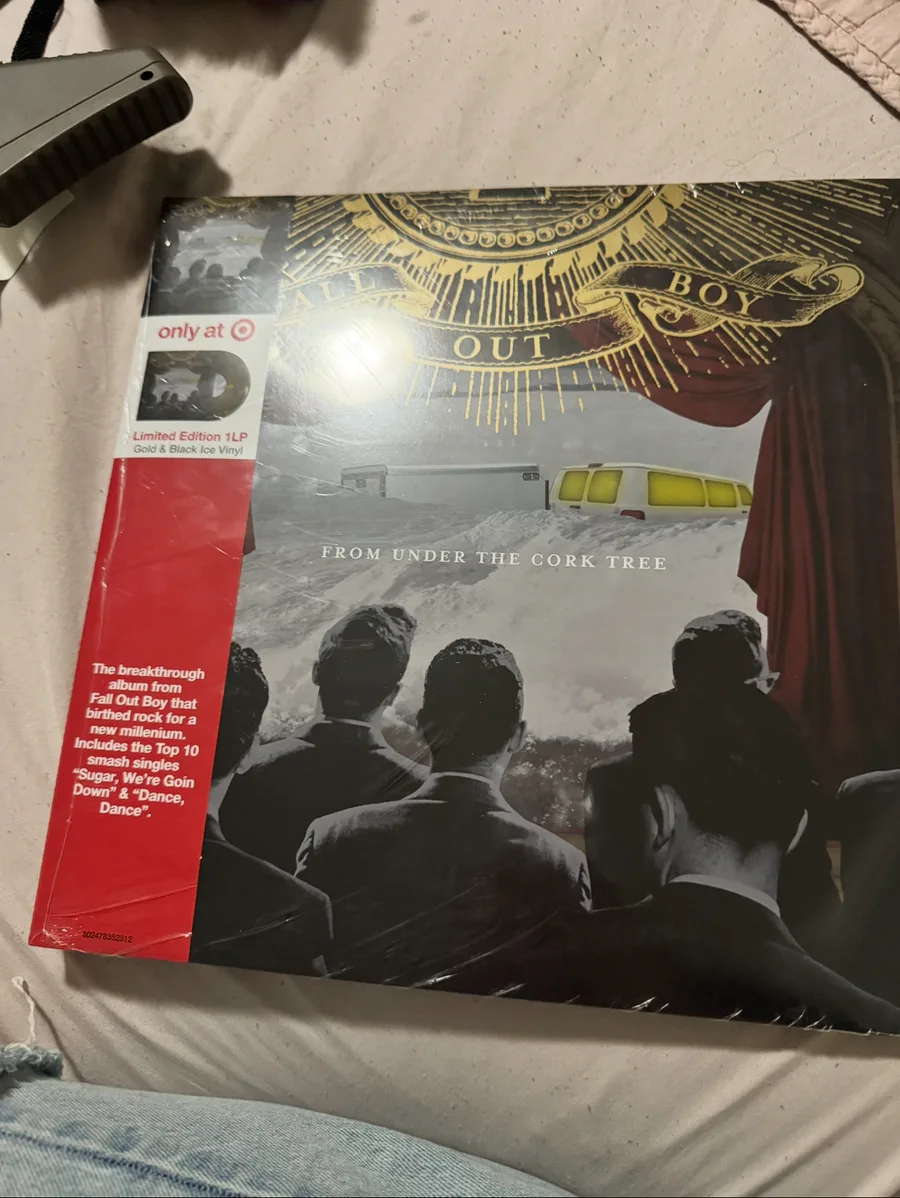 only at
Limited Edition 1LP
Gold & Black Ice Vinyl
The breakthrough
album from
Fall Out Boy that
birthed rock for a
new millenium.
Includes the Top 10
smash singles
"Sugar, We're Goin
Down" & "Dance,
Dance".
602478352812
ALL
OUT
BOY
FROM UNDER THE CORK TREE